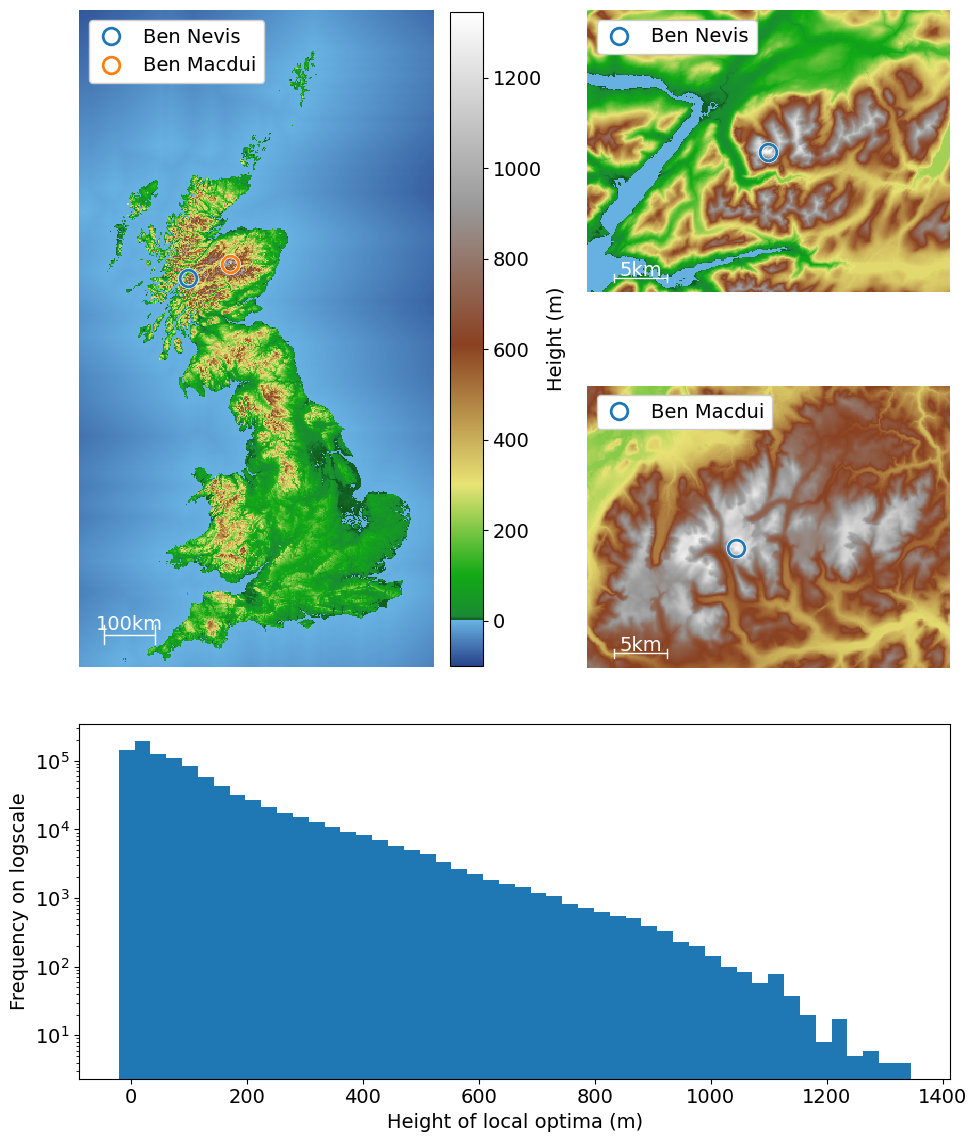 Ben Nevis
Ben Macdui
100km
1200
1000
800
600
400
200
0
Height (m)
Ben Nevis
5km
Ben Macdui
5km
10^5
10^4
10^3
10^2
10^1
Frequency on logscale
0 200 400 600 800 1000 1200 1400
Height of local optima (m)